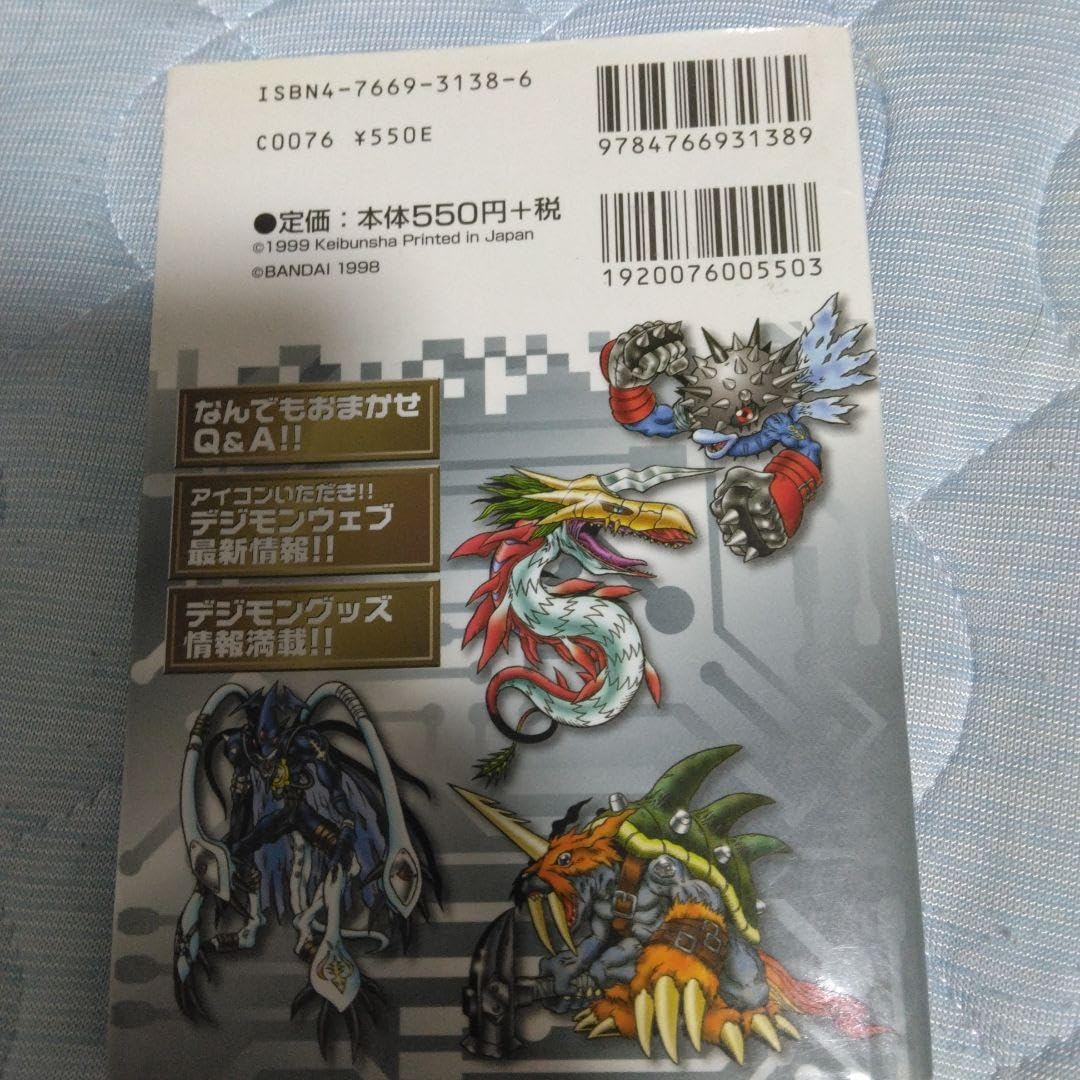 ISBN4-7669-3138-6
C0076 ¥550E
9784766931389
●定価：本体550円＋税
©1999 Keibunsha Printed in Japan
©BANDAI 1998
1920076005503
なんでもおまかせ
Q&A!!
アイコンいただき!!
デジモンウェブ
最新情報!!
デジモングッズ
情報満載!!